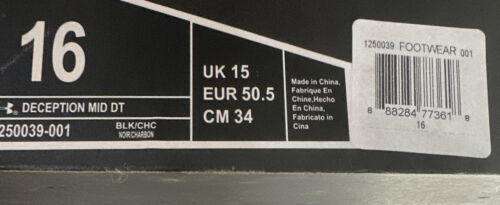 16
DECEPTION MID DT
250039-001
BLK/CHC
NOIR/CHARBON
UK 15
EUR 50.5
CM 34
Made in China,
Fabrique En
Chine,Hecho
En China,
Fabricato in
Cina
1250039 FOOTWEAR 001
8 88284 77361 8
16